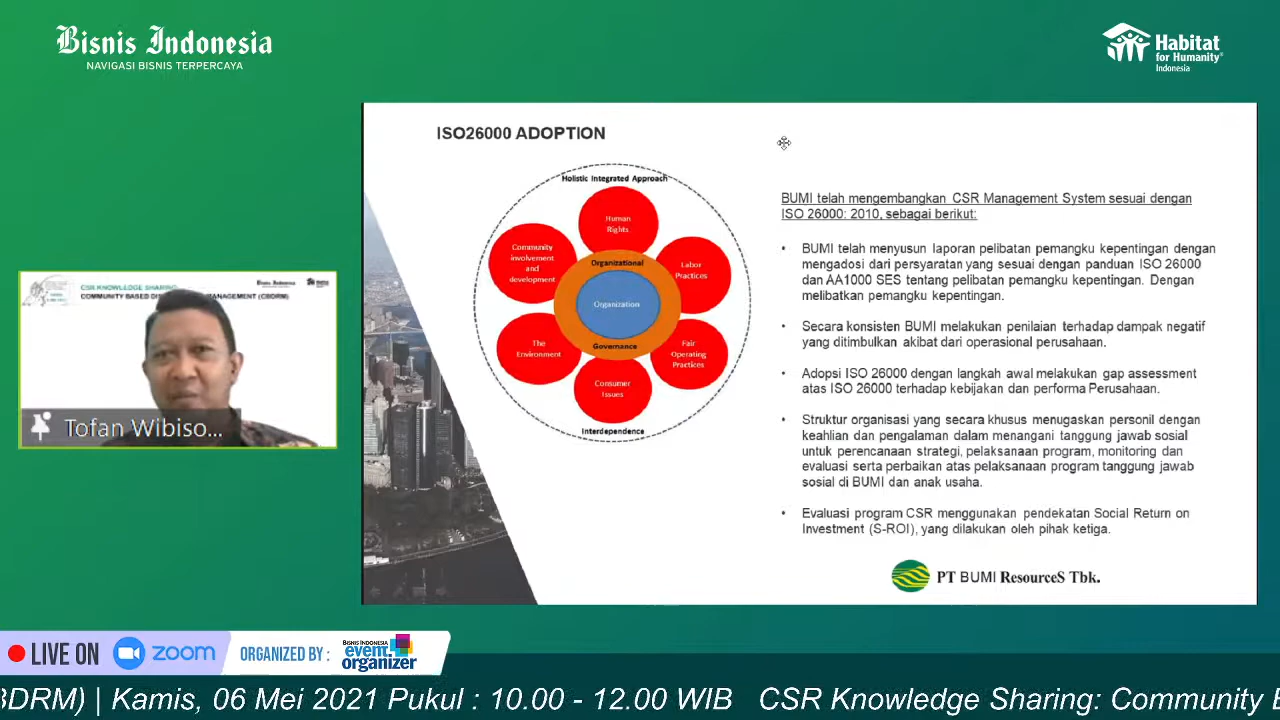 Bisnis Indonesia
NAVIGASI BISNIS TERPERCAYA
Habitat
for Humanity®
Indonesia
ISO26000 ADOPTION
Holistic Integrated Approach
Human
Rights
Community
involvement
and
development
Labor
Practices
Organizational
Organization
Governance
The
Environment
Fair
Operating
Practices
Consumer
Issues
Interdependence
BUMI telah mengembangkan CSR Management System sesuai dengan
ISO 26000: 2010, sebagai berikut:
• BUMI telah menyusun laporan pelibatan pemangku kepentingan dengan
mengadosi dari persyaratan yang sesuai dengan panduan ISO 26000
dan AA1000 SES tentang pelibatan pemangku kepentingan. Dengan
melibatkan pemangku kepentingan.
• Secara konsisten BUMI melakukan penilaian terhadap dampak negatif
yang ditimbulkan akibat dari operasional perusahaan.
• Adopsi ISO 26000 dengan langkah awal melakukan gap assessment
atas ISO 26000 terhadap kebijakan dan performa Perusahaan.
• Struktur organisasi yang secara khusus menugaskan personil dengan
keahlian dan pengalaman dalam menangani tanggung jawab sosial
untuk perencanaan strategi, pelaksanaan program, monitoring dan
evaluasi serta perbaikan atas pelaksanaan program tanggung jawab
sosial di BUMI dan anak usaha.
• Evaluasi program CSR menggunakan pendekatan Social Return on
Investment (S-ROI), yang dilakukan oleh pihak ketiga.
PT BUMI ResourceS Tbk.
CSR KNOWLEDGE SHARING
COMMUNITY BASED MANAGEMENT (CBDRM)
Tofan Wibiso...
LIVE ON zoom
ORGANIZED BY :
BISNIS INDONESIA
event
organizer
BDRM) | Kamis, 06 Mei 2021 Pukul : 10.00 - 12.00 WIB CSR Knowledge Sharing: Community